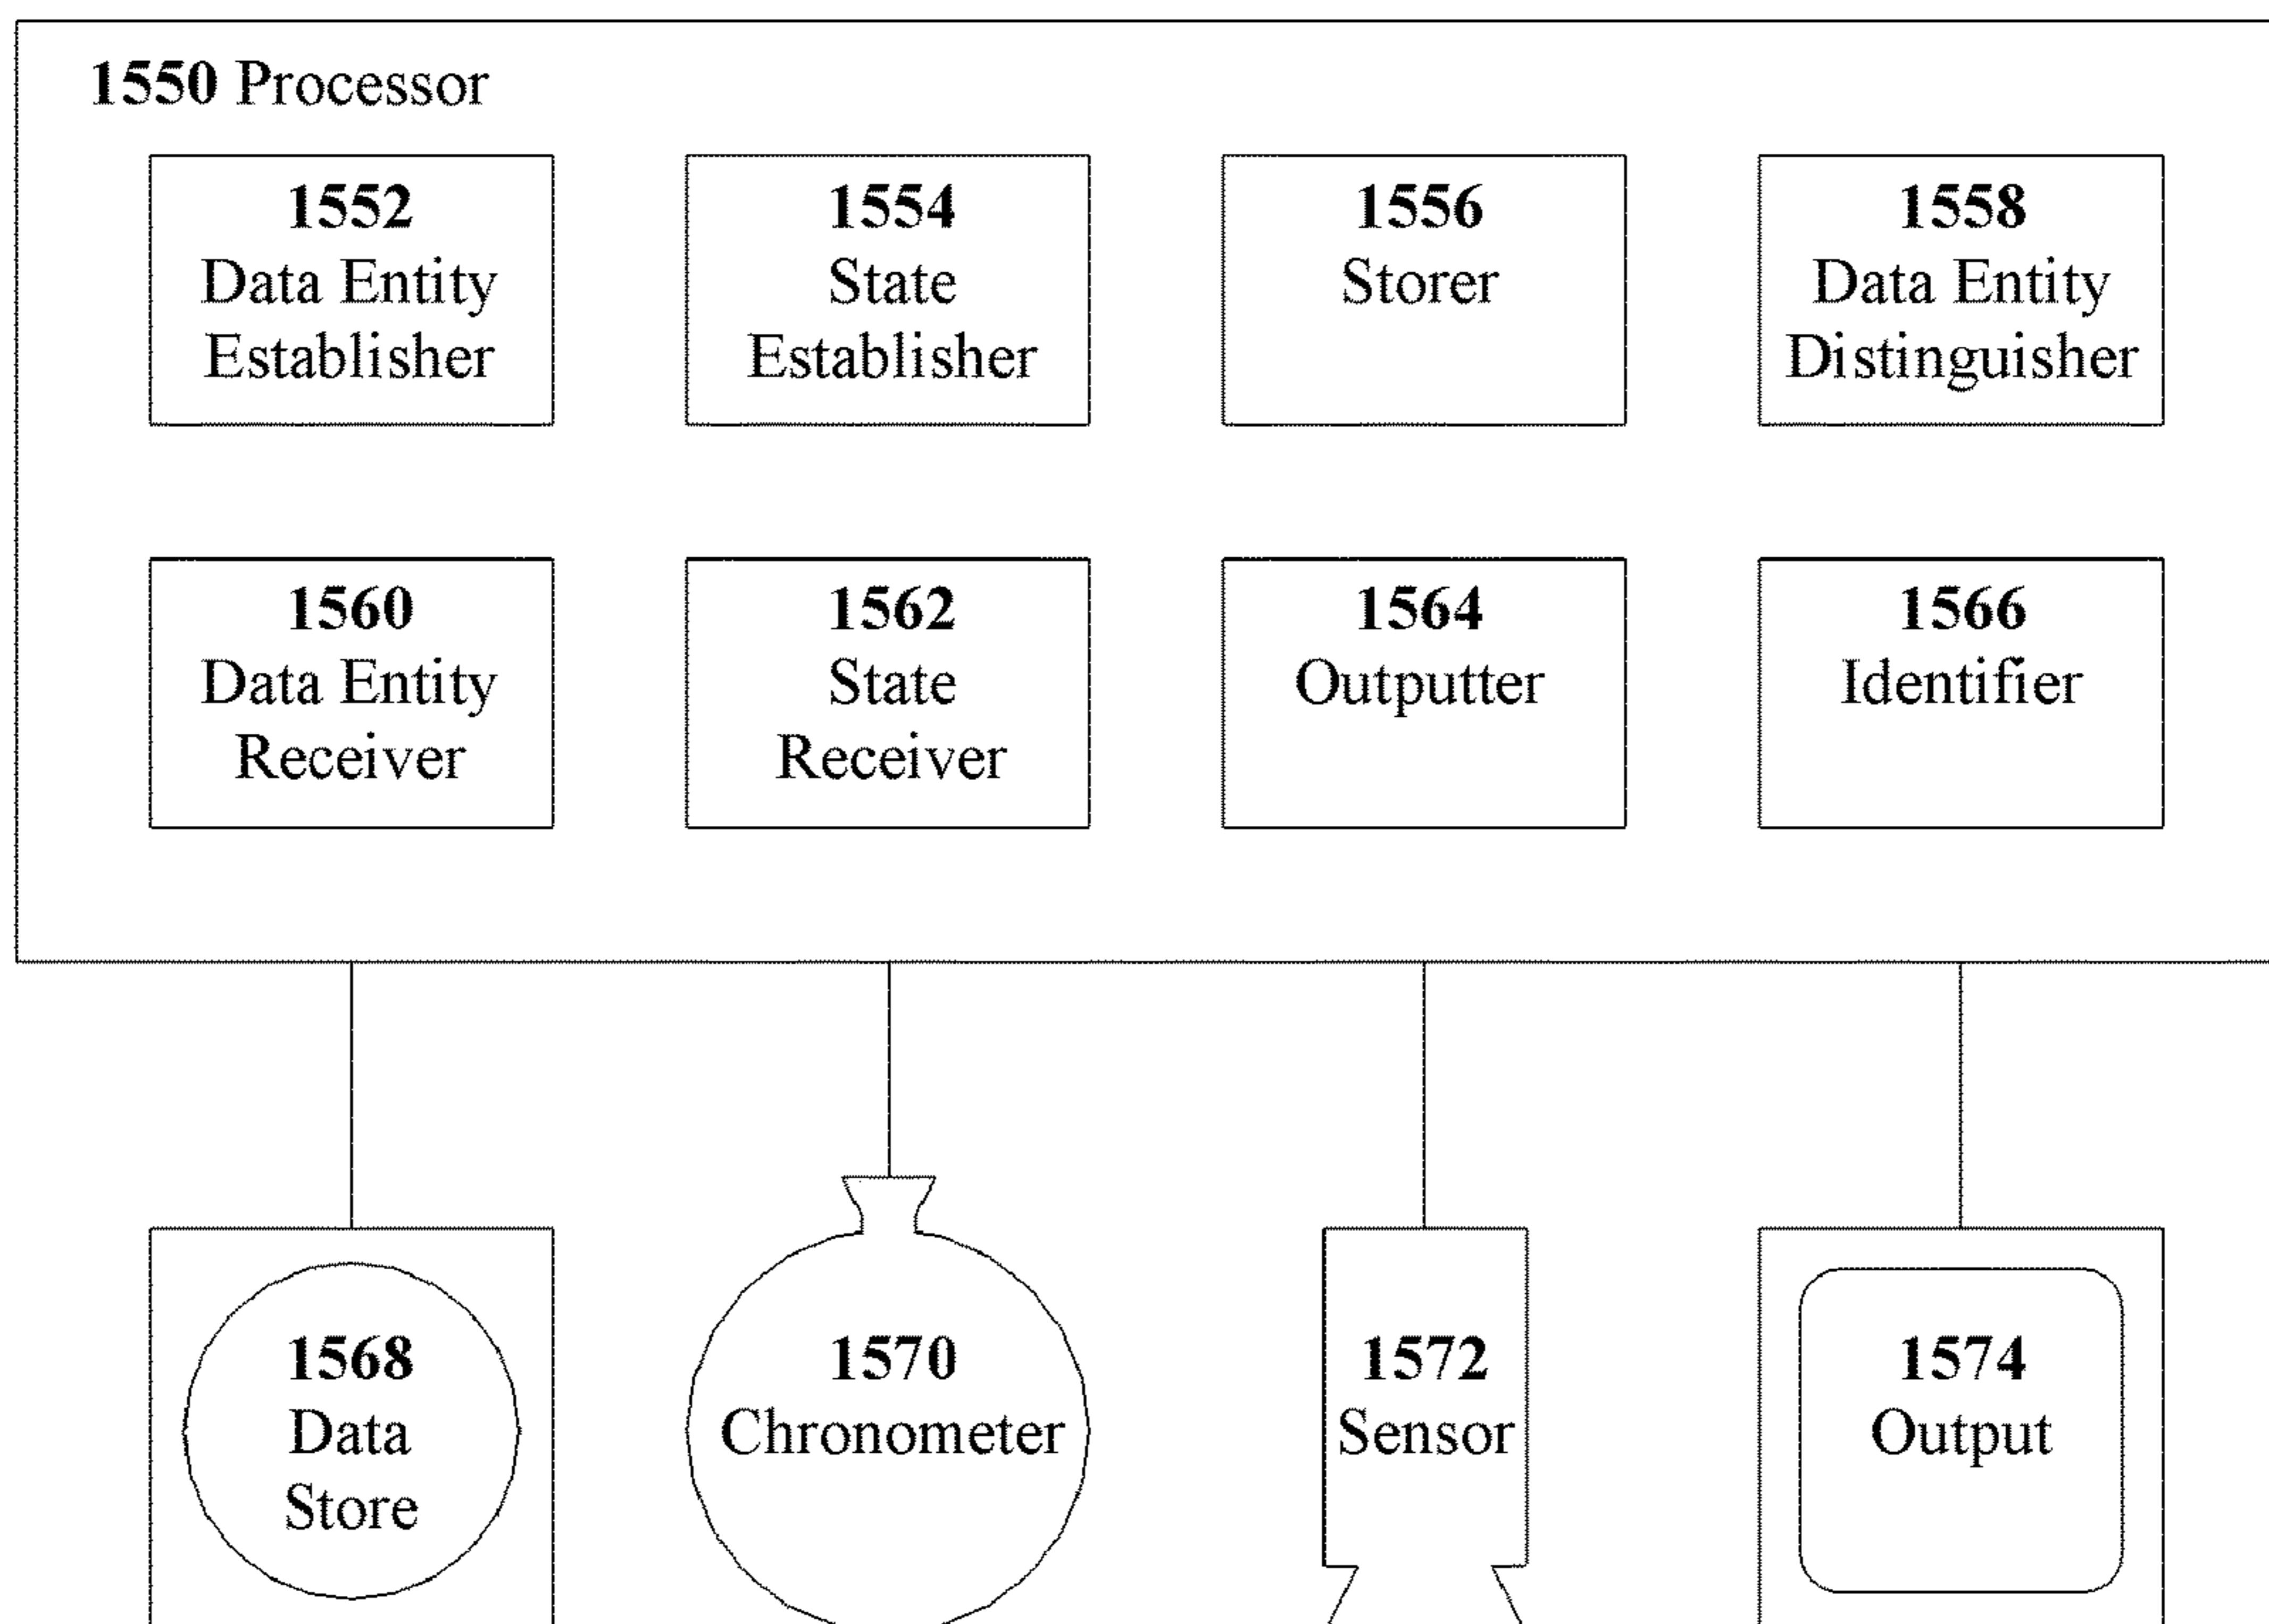 1550 Processor
1552
Data Entity
Establisher
1554
State
Establisher
1556
Storer
1558
Data Entity
Distinguisher
1560
Data Entity
Receiver
1562
State
Receiver
1564
Outputter
1566
Identifier
1568
Data
Store
1570
Chronometer
1572
Sensor
1574
Output